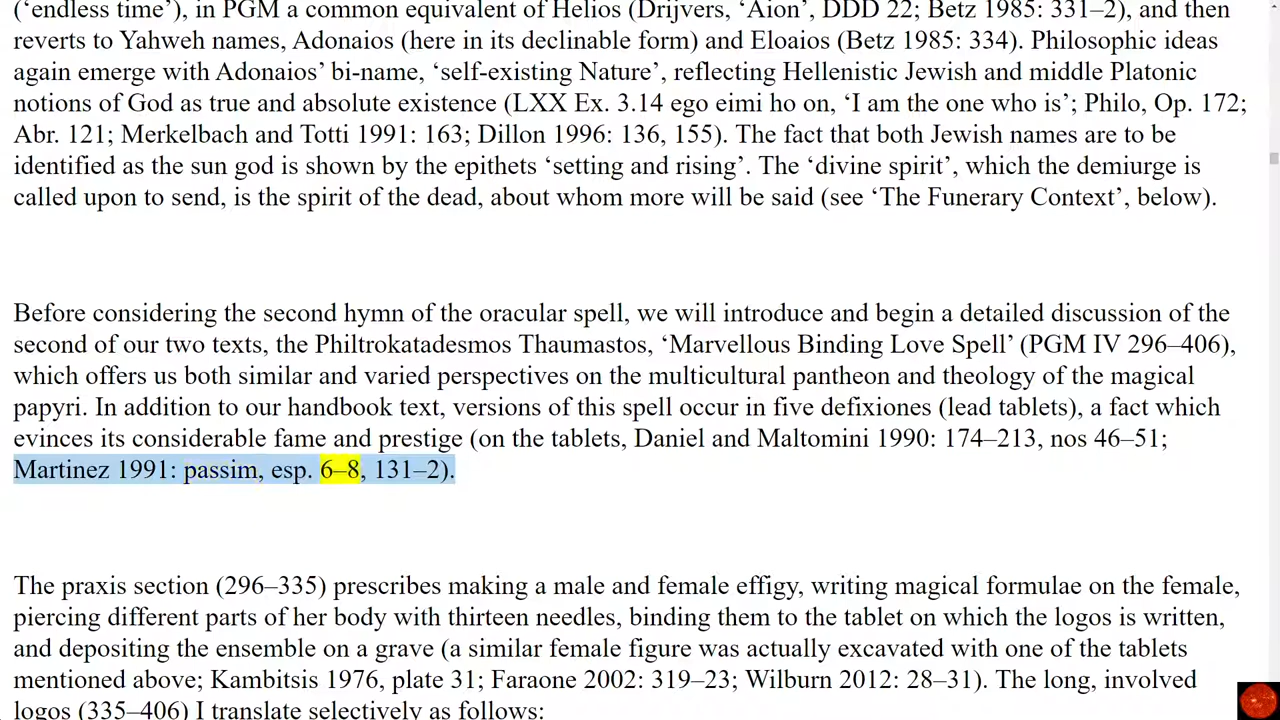 (‘endless time’), in PGM a common equivalent of Helios (Drijvers, ‘Aion’, DDD 22; Betz 1985: 331–2), and then
reverts to Yahweh names, Adonaios (here in its declinable form) and Eloaios (Betz 1985: 334). Philosophic ideas
again emerge with Adonaios’ bi-name, ‘self-existing Nature’, reflecting Hellenistic Jewish and middle Platonic
notions of God as true and absolute existence (LXX Ex. 3.14 ego eimi ho on, ‘I am the one who is’; Philo, Op. 172;
Abr. 121; Merkelbach and Totti 1991: 163; Dillon 1996: 136, 155). The fact that both Jewish names are to be
identified as the sun god is shown by the epithets ‘setting and rising’. The ‘divine spirit’, which the demiurge is
called upon to send, is the spirit of the dead, about whom more will be said (see ‘The Funerary Context’, below).
Before considering the second hymn of the oracular spell, we will introduce and begin a detailed discussion of the
second of our two texts, the Philtrokatadesmos Thaumastos, ‘Marvellous Binding Love Spell’ (PGM IV 296–406),
which offers us both similar and varied perspectives on the multicultural pantheon and theology of the magical
papyri. In addition to our handbook text, versions of this spell occur in five defixiones (lead tablets), a fact which
evinces its considerable fame and prestige (on the tablets, Daniel and Maltomini 1990: 174–213, nos 46–51;
Martinez 1991: passim, esp. 6–8, 131–2).
The praxis section (296–335) prescribes making a male and female effigy, writing magical formulae on the female,
piercing different parts of her body with thirteen needles, binding them to the tablet on which the logos is written,
and depositing the ensemble on a grave (a similar female figure was actually excavated with one of the tablets
mentioned above; Kambitsis 1976, plate 31; Faraone 2002: 319–23; Wilburn 2012: 28–31). The long, involved
logos (335–406) I translate selectively as follows: